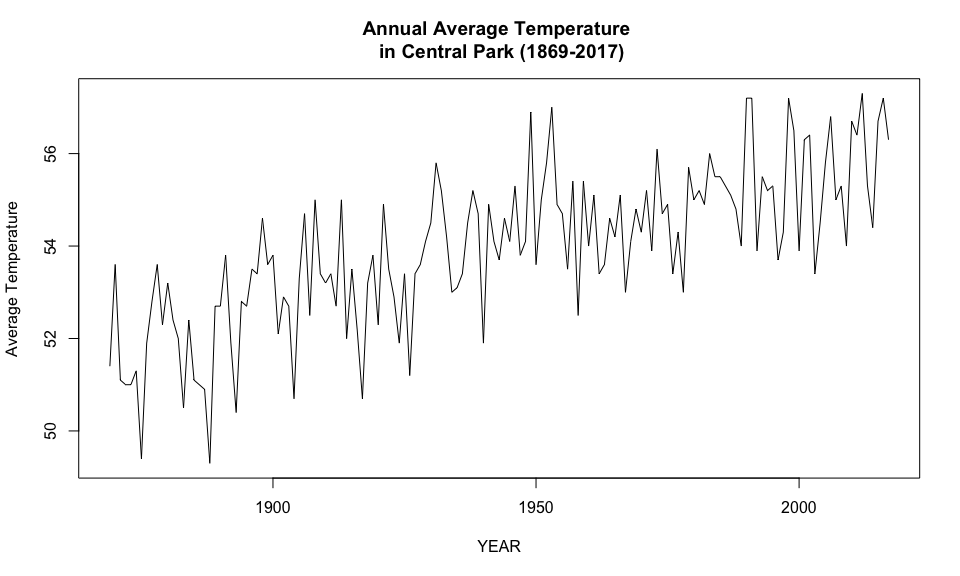 Annual Average Temperature
in Central Park (1869-2017)
Average Temperature
56
54
52
50
1900
1950
2000
YEAR